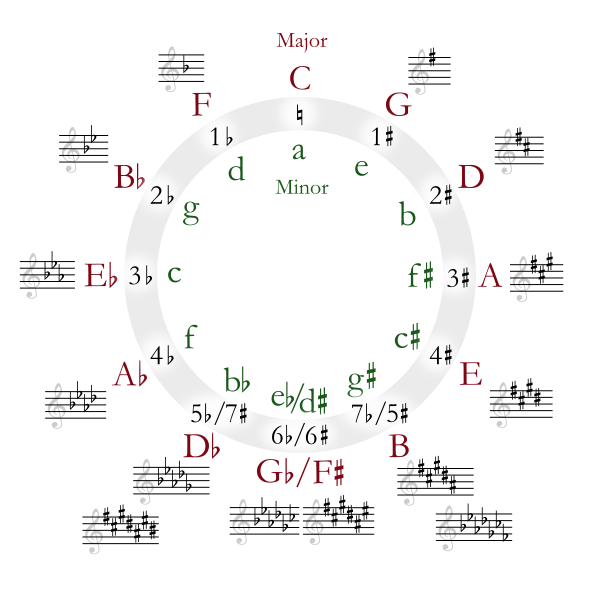 Major
C
F
G
♮
1♭
1♯
a
d
e
B♭
D
2♭
2♯
Minor
g
b
E♭
3♭
c
f♯
3♯
A
f
c♯
4♭
4♯
A♭
E
b♭
g♯
e♭/d♯
5♭/7♯
7♭/5♯
6♭/6♯
D♭
B
G♭/F♯